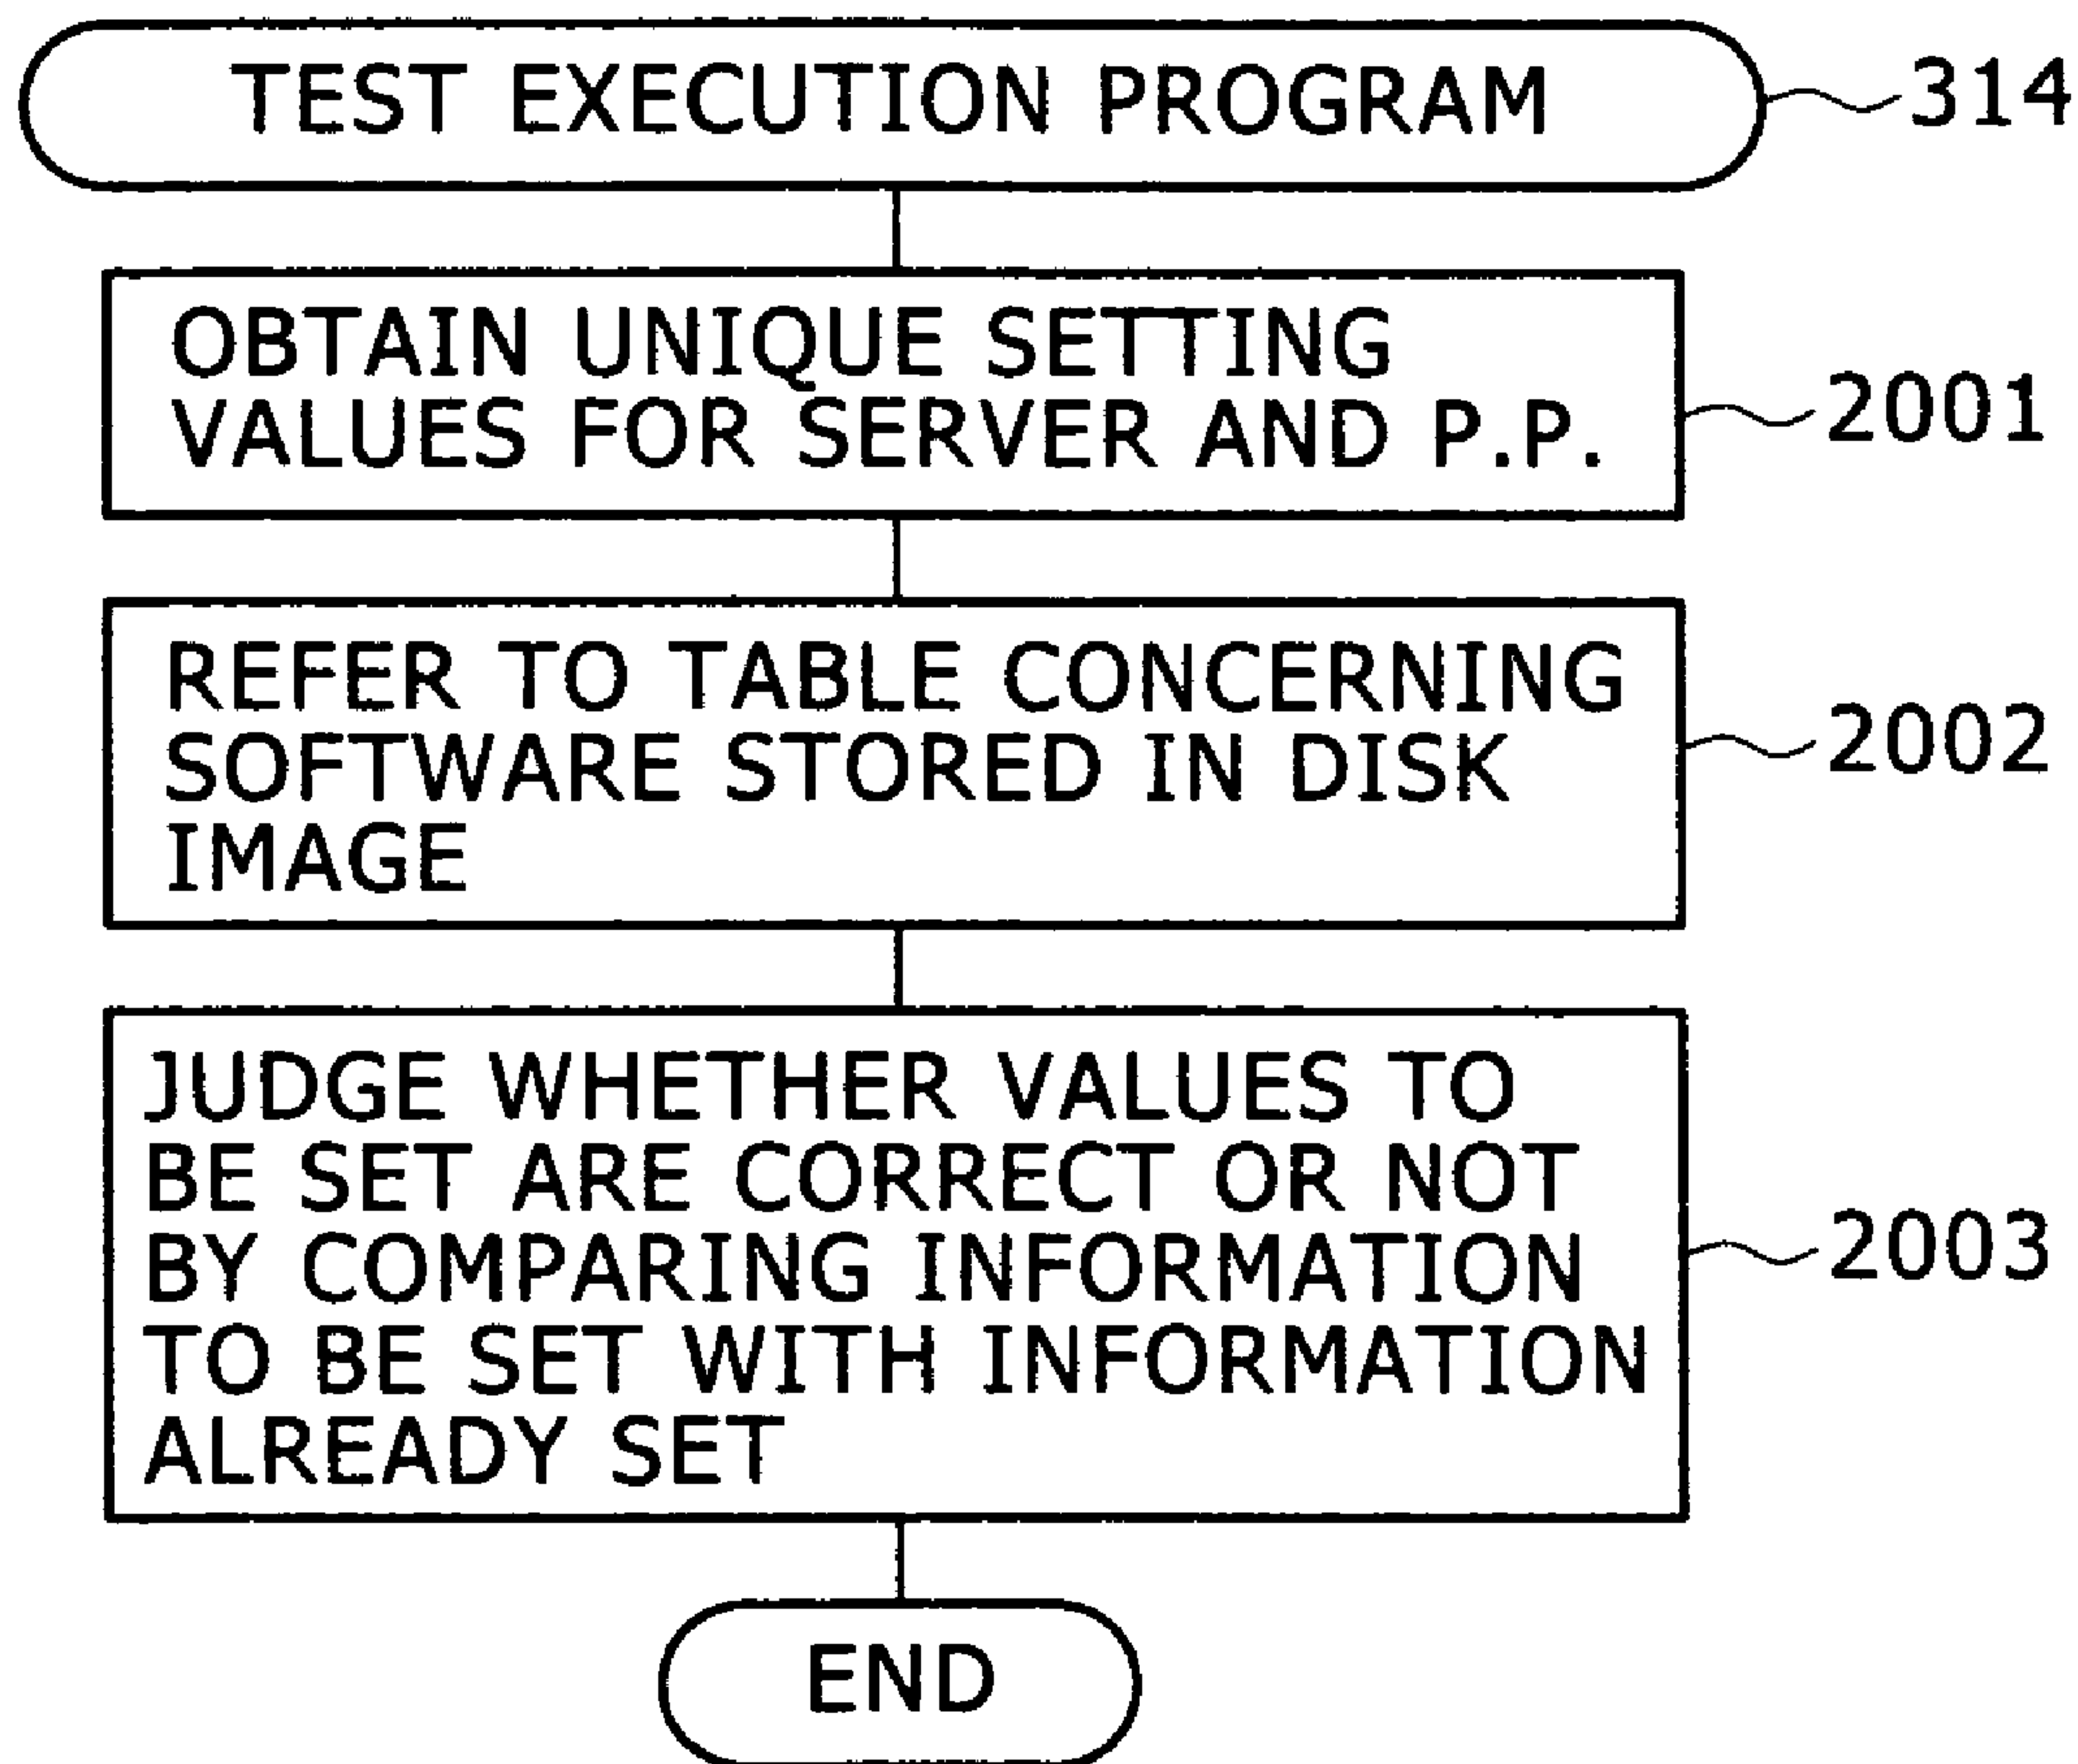 TEST EXECUTION PROGRAM
314
OBTAIN UNIQUE SETTING
VALUES FOR SERVER AND P.P.
2001
REFER TO TABLE CONCERNING
SOFTWARE STORED IN DISK
IMAGE
2002
JUDGE WHETHER VALUES TO
BE SET ARE CORRECT OR NOT
BY COMPARING INFORMATION
TO BE SET WITH INFORMATION
ALREADY SET
2003
END